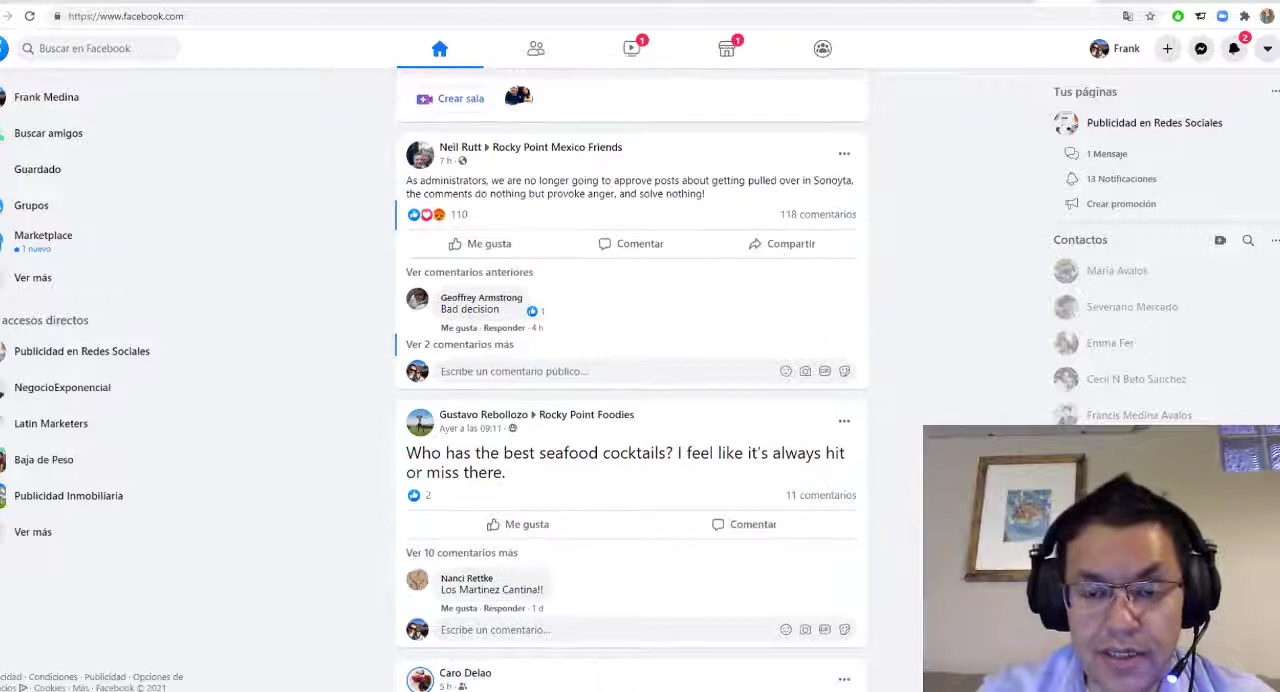 https://www.facebook.com
Buscar en Facebook
1
1
Frank
2
Frank Medina
Buscar amigos
Guardado
Grupos
Marketplace
1 nuevo
Ver más
accesos directos
Publicidad en Redes Sociales
NegocioExponencial
Latin Marketers
Baja de Peso
Publicidad Inmobiliaria
Ver más
cidad · Condiciones · Publicidad · Opciones de
ncios · Cookies · Más · Facebook © 2021
Crear sala
Neil Rutt Rocky Point Mexico Friends
7 h ·
As administrators, we are no longer going to approve posts about getting pulled over in Sonoyta,
the comments do nothing but provoke anger, and solve nothing!
110
118 comentarios
Me gusta
Comentar
Compartir
Ver comentarios anteriores
Geoffrey Armstrong
Bad decision
1
Me gusta · Responder · 4 h
Ver 2 comentarios más
Escribe un comentario público...
Gustavo Rebollozo Rocky Point Foodies
Ayer a las 09:11 ·
Who has the best seafood cocktails? I feel like it's always hit
or miss there.
2
11 comentarios
Me gusta
Comentar
Ver 10 comentarios más
Nanci Rettke
Los Martinez Cantina!!
Me gusta · Responder · 1 d
Escribe un comentario...
Caro Delao
5 h ·
Tus páginas
Publicidad en Redes Sociales
1 Mensaje
13 Notificaciones
Crear promoción
Contactos
Maria Avalos
Severiano Mercado
Emma Fer
Cecil N Beto Sanchez
Francis Medina Avalos